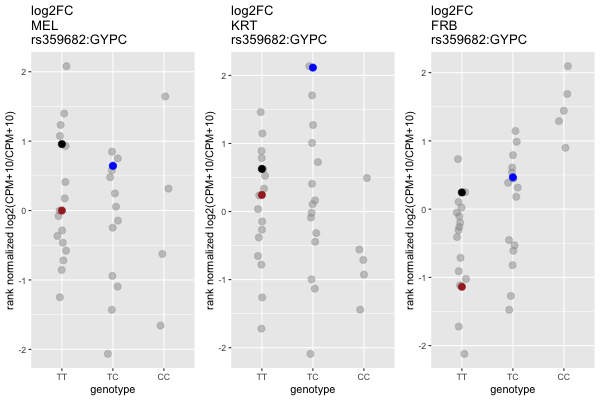 log2FC
MEL
rs359682:GYPC
rank normalized log2(CPM+10/CPM+10)
2
1
0
-1
-2
TT
TC
CC
genotype
log2FC
KRT
rs359682:GYPC
rank normalized log2(CPM+10/CPM+10)
2
1
0
-1
-2
TT
TC
CC
genotype
log2FC
FRB
rs359682:GYPC
rank normalized log2(CPM+10/CPM+10)
2
1
0
-1
-2
TT
TC
CC
genotype